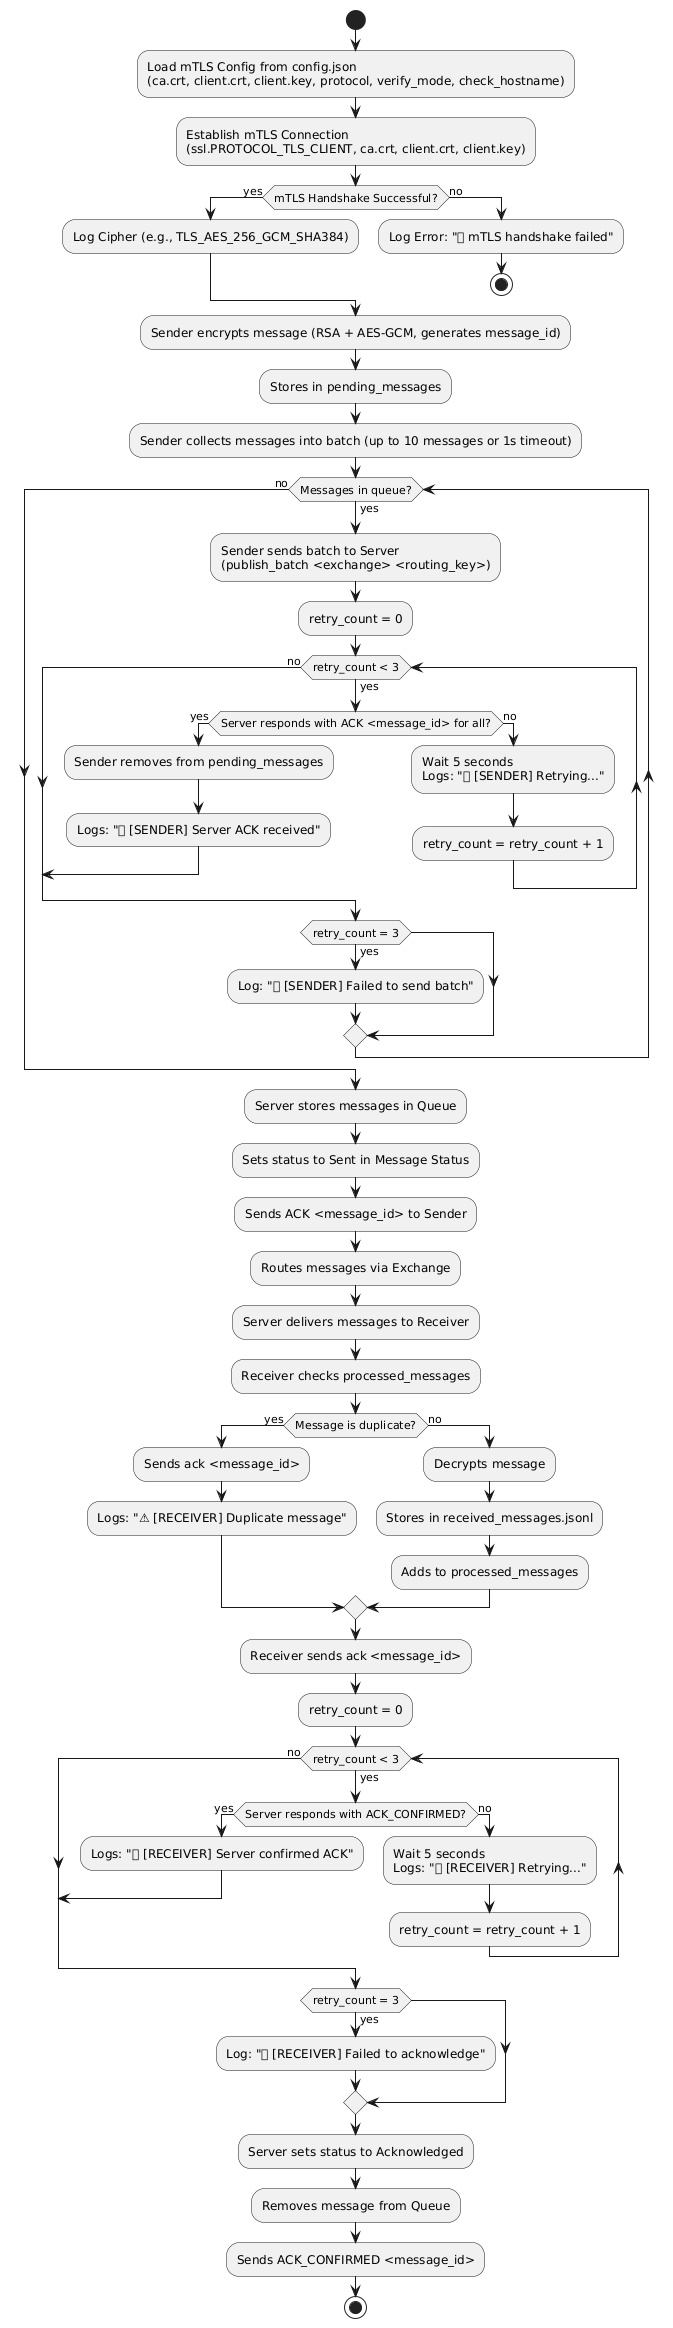 Load mTLS Config from config.json
(ca.crt, client.crt, client.key, protocol, verify_mode, check_hostname)
Establish mTLS Connection
(ssl.PROTOCOL_TLS_CLIENT, ca.crt, client.crt, client.key)
yes
mTLS Handshake Successful?
no
Log Cipher (e.g., TLS_AES_256_GCM_SHA384)
Log Error: "▯ mTLS handshake failed"
Sender encrypts message (RSA + AES-GCM, generates message_id)
Stores in pending_messages
Sender collects messages into batch (up to 10 messages or 1s timeout)
no
Messages in queue?
yes
Sender sends batch to Server
(publish_batch <exchange> <routing_key>)
retry_count = 0
no
retry_count < 3
yes
yes
Server responds with ACK <message_id> for all?
no
Sender removes from pending_messages
Logs: "▯ [SENDER] Server ACK received"
Wait 5 seconds
Logs: "▯ [SENDER] Retrying..."
retry_count = retry_count + 1
retry_count = 3
yes
Log: "▯ [SENDER] Failed to send batch"
Server stores messages in Queue
Sets status to Sent in Message Status
Sends ACK <message_id> to Sender
Routes messages via Exchange
Server delivers messages to Receiver
Receiver checks processed_messages
yes
Message is duplicate?
no
Sends ack <message_id>
Logs: "⚠ [RECEIVER] Duplicate message"
Decrypts message
Stores in received_messages.jsonl
Adds to processed_messages
Receiver sends ack <message_id>
retry_count = 0
no
retry_count < 3
yes
yes
Server responds with ACK_CONFIRMED?
no
Logs: "▯ [RECEIVER] Server confirmed ACK"
Wait 5 seconds
Logs: "▯ [RECEIVER] Retrying..."
retry_count = retry_count + 1
retry_count = 3
yes
Log: "▯ [RECEIVER] Failed to acknowledge"
Server sets status to Acknowledged
Removes message from Queue
Sends ACK_CONFIRMED <message_id>